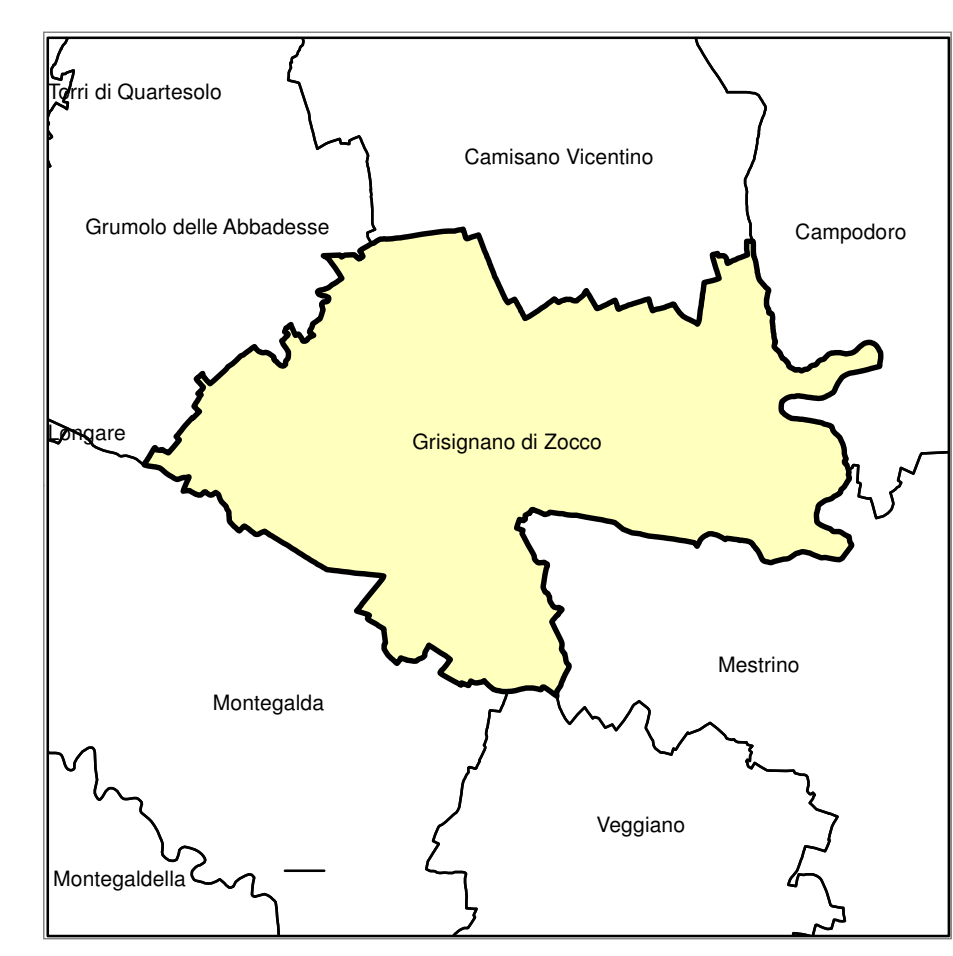 Torri di Quartesolo
Camisano Vicentino
Grumolo delle Abbadesse
Campodoro
Longare
Grisignano di Zocco
Mestrino
Montegalda
Veggiano
Montegaldella